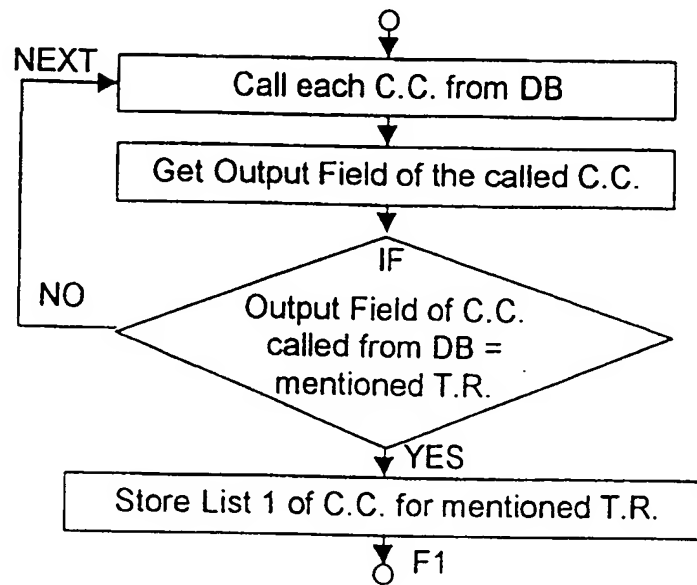 NEXT
Call each C.C. from DB
Get Output Field of the called C.C.
IF
NO
Output Field of C.C.
called from DB =
mentioned T.R.
YES
Store List 1 of C.C. for mentioned T.R.
F1